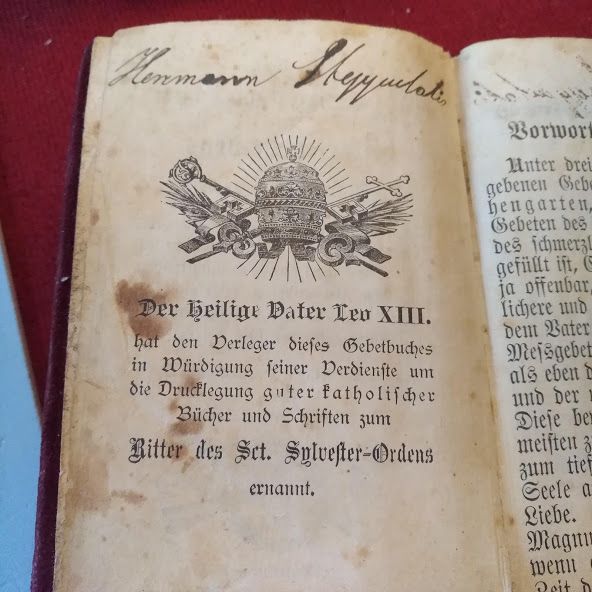 Hermann
Der Heilige Vater Leo XIII.
hat den Verleger dieses Gebetbuches
in Würdigung seiner Verdienste um
die Drucklegung guter katholischer
Bücher und Schriften zum
Ritter des Sct. Sylvester-Ordens
ernannt.
Vorwort
Unter drei
gebenen Gebe
hengarten,
Gebeten des
des schmerzl
gefüllt ist, E
ja offenbar,
lichere und
dem Vater
Messgebet
als eben d
und der
Diese be
meisten z
zum tief
Seele a
Liebe.
Magnu
wenn
Zeit d